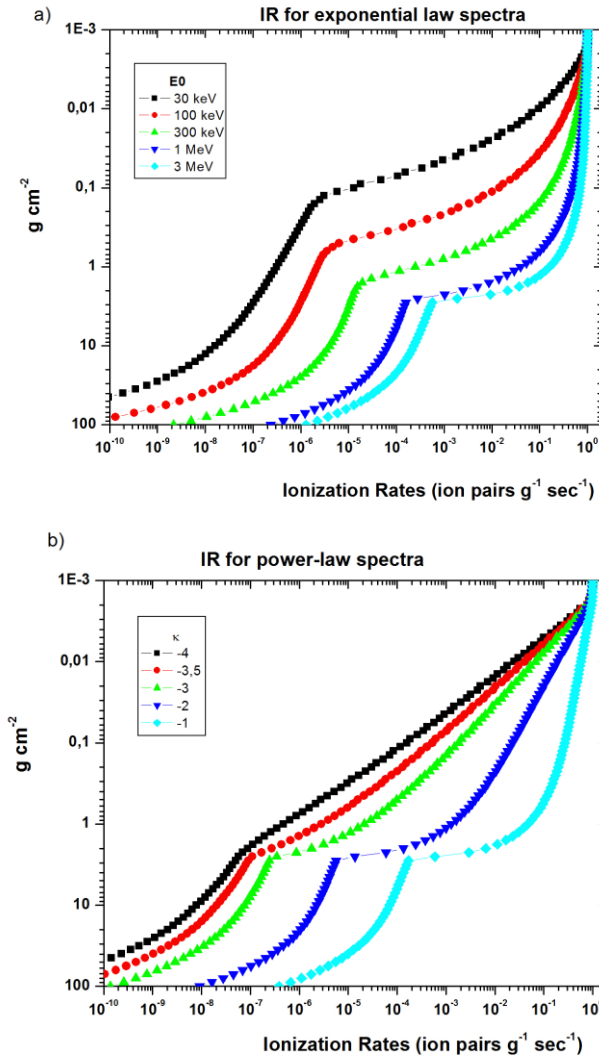 a)
IR for exponential law spectra
1E-3
0,01
0,1
1
10
100
g cm⁻²
E0
30 keV
100 keV
300 keV
1 MeV
3 MeV
10⁻¹⁰ 10⁻⁹ 10⁻⁸ 10⁻⁷ 10⁻⁶ 10⁻⁵ 10⁻⁴ 10⁻³ 10⁻² 10⁻¹ 10⁰
Ionization Rates (ion pairs g⁻¹ sec⁻¹)
b)
IR for power-law spectra
1E-3
0,01
0,1
1
10
100
g cm⁻²
κ
-4
-3,5
-3
-2
-1
10⁻¹⁰ 10⁻⁹ 10⁻⁸ 10⁻⁷ 10⁻⁶ 10⁻⁵ 10⁻⁴ 10⁻³ 10⁻² 10⁻¹ 10⁰
Ionization Rates (ion pairs g⁻¹ sec⁻¹)